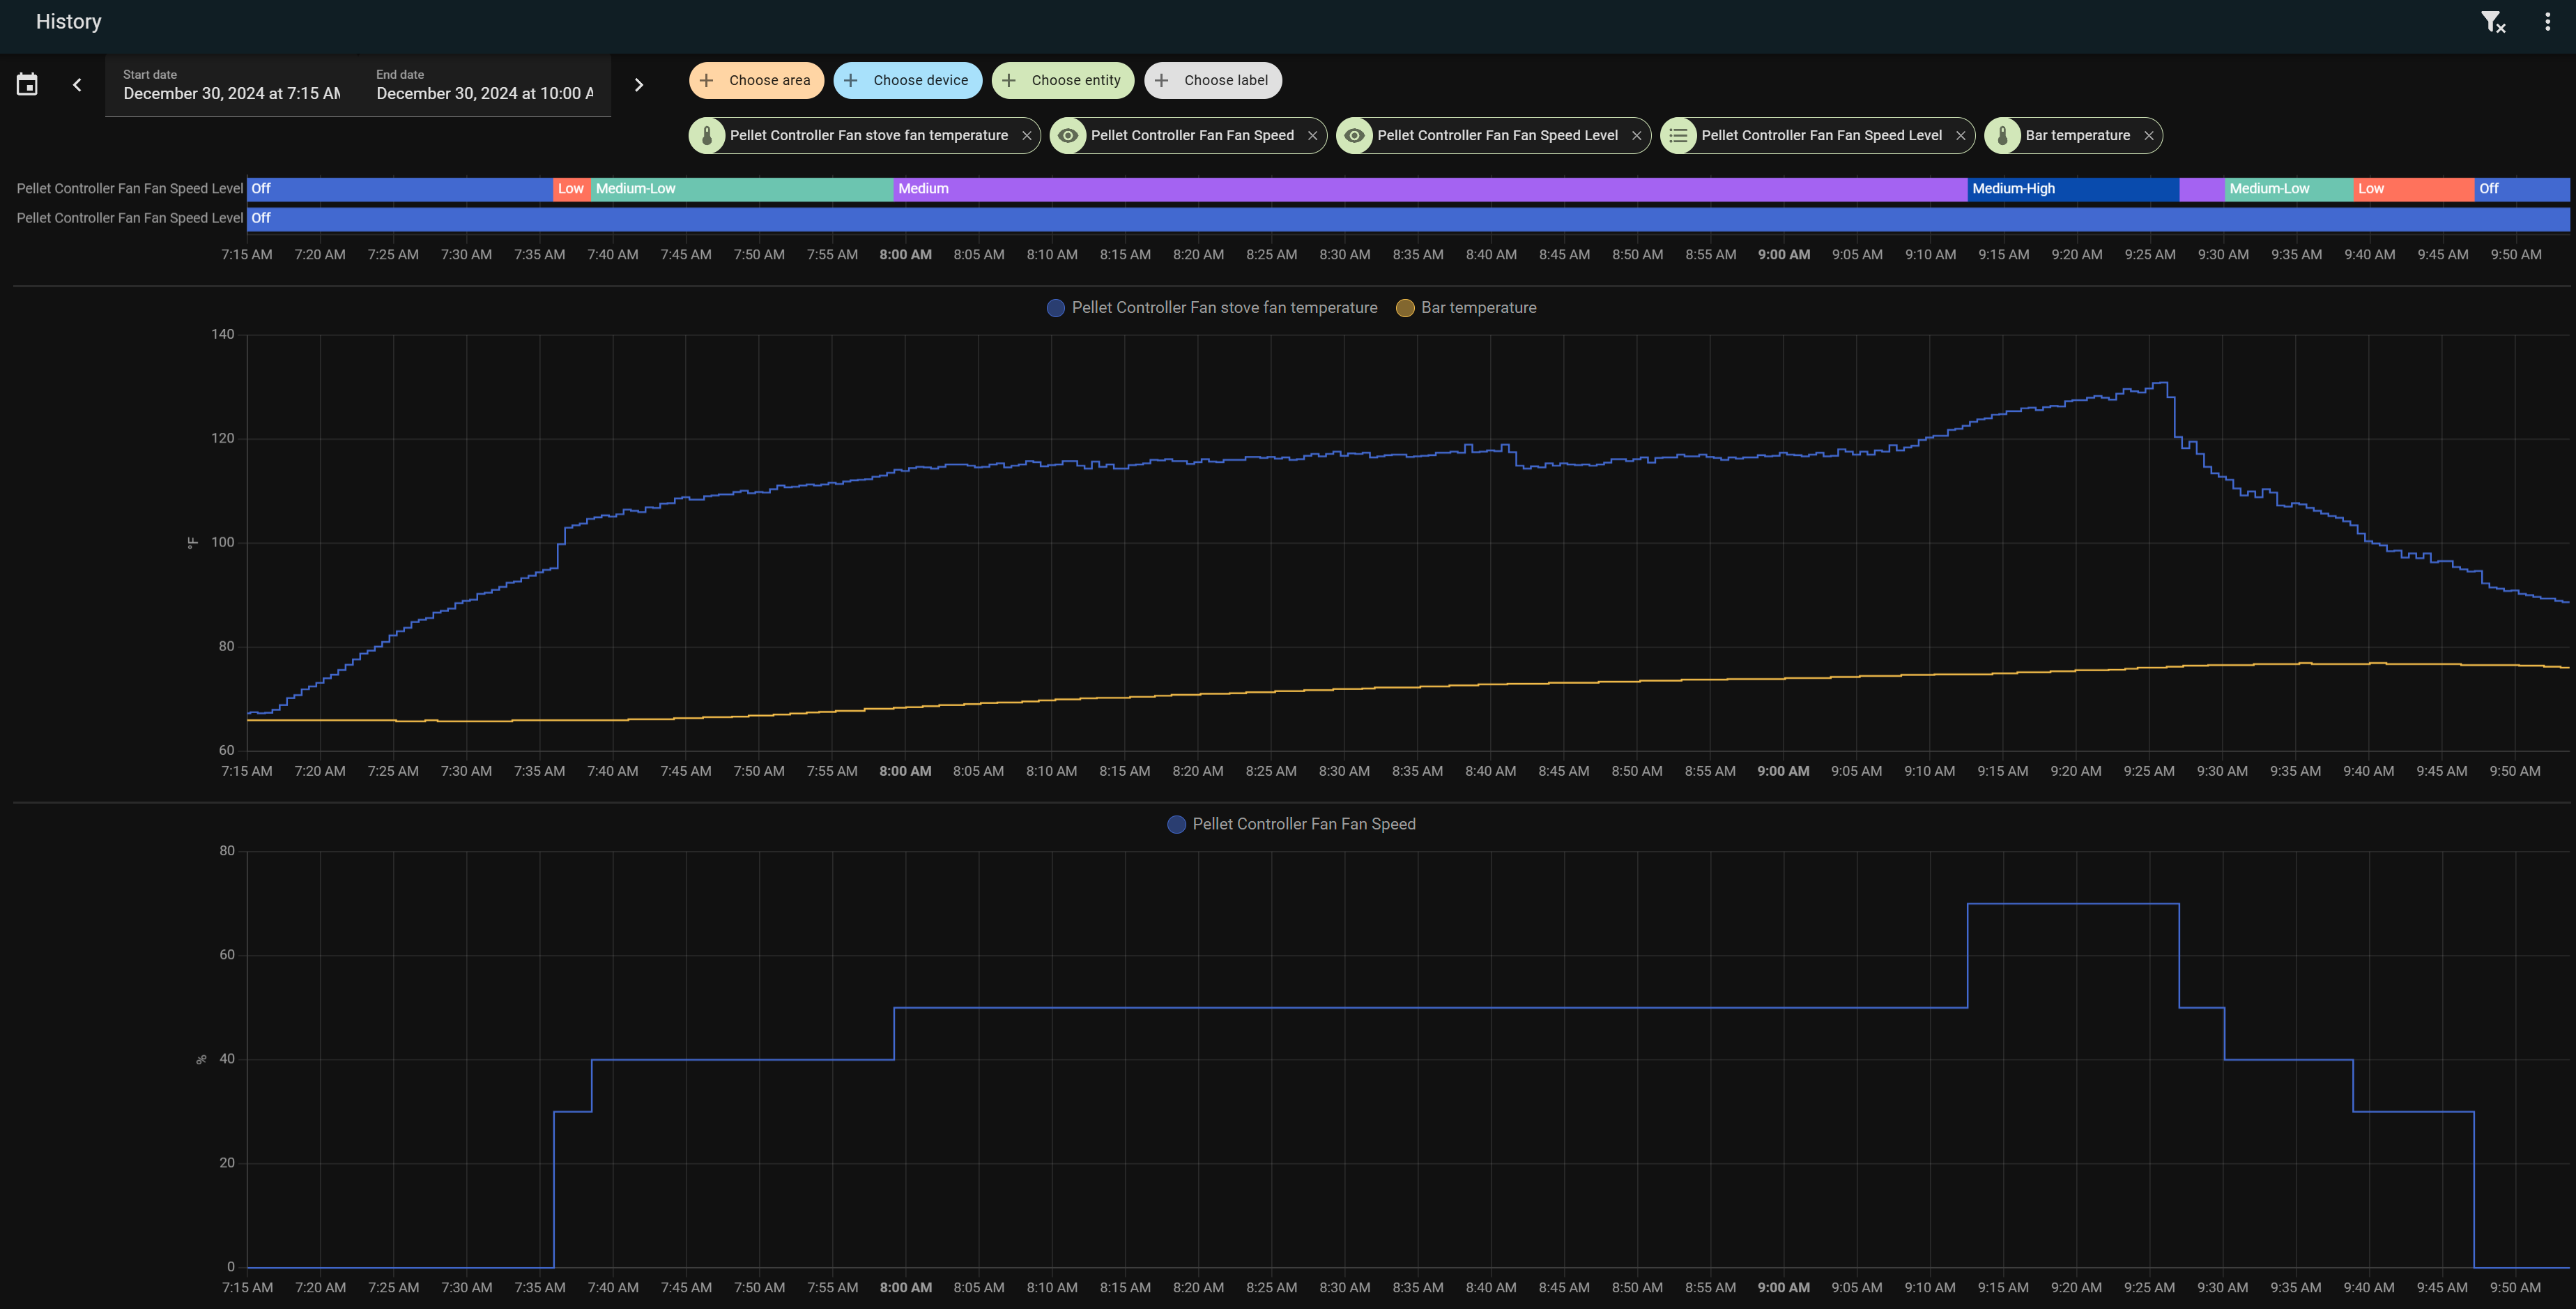 History
Start date
December 30, 2024 at 7:15 AM
End date
December 30, 2024 at 10:00 A
Choose area
Choose device
Choose entity
Choose label
Pellet Controller Fan stove fan temperature
Pellet Controller Fan Fan Speed
Pellet Controller Fan Fan Speed Level
Pellet Controller Fan Fan Speed Level
Bar temperature
Pellet Controller Fan Fan Speed Level Off Low Medium-Low Medium Medium-High Medium-Low Low Off
Pellet Controller Fan Fan Speed Level Off
7:15 AM 7:20 AM 7:25 AM 7:30 AM 7:35 AM 7:40 AM 7:45 AM 7:50 AM 7:55 AM 8:00 AM 8:05 AM 8:10 AM 8:15 AM 8:20 AM 8:25 AM 8:30 AM 8:35 AM 8:40 AM 8:45 AM 8:50 AM 8:55 AM 9:00 AM 9:05 AM 9:10 AM 9:15 AM 9:20 AM 9:25 AM 9:30 AM 9:35 AM 9:40 AM 9:45 AM 9:50 AM
Pellet Controller Fan stove fan temperature Bar temperature
140
120
°F 100
80
60
7:15 AM 7:20 AM 7:25 AM 7:30 AM 7:35 AM 7:40 AM 7:45 AM 7:50 AM 7:55 AM 8:00 AM 8:05 AM 8:10 AM 8:15 AM 8:20 AM 8:25 AM 8:30 AM 8:35 AM 8:40 AM 8:45 AM 8:50 AM 8:55 AM 9:00 AM 9:05 AM 9:10 AM 9:15 AM 9:20 AM 9:25 AM 9:30 AM 9:35 AM 9:40 AM 9:45 AM 9:50 AM
Pellet Controller Fan Fan Speed
80
60
% 40
20
0
7:15 AM 7:20 AM 7:25 AM 7:30 AM 7:35 AM 7:40 AM 7:45 AM 7:50 AM 7:55 AM 8:00 AM 8:05 AM 8:10 AM 8:15 AM 8:20 AM 8:25 AM 8:30 AM 8:35 AM 8:40 AM 8:45 AM 8:50 AM 8:55 AM 9:00 AM 9:05 AM 9:10 AM 9:15 AM 9:20 AM 9:25 AM 9:30 AM 9:35 AM 9:40 AM 9:45 AM 9:50 AM